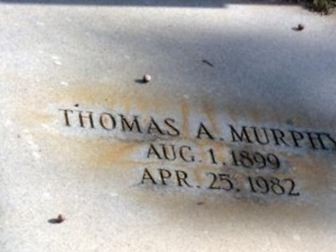 THOMAS A. MURPHY
AUG. 1, 1899
APR. 25, 1982